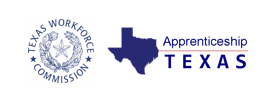 TEXAS WORKFORCE
COMMISSION
Apprenticeship
TEXAS